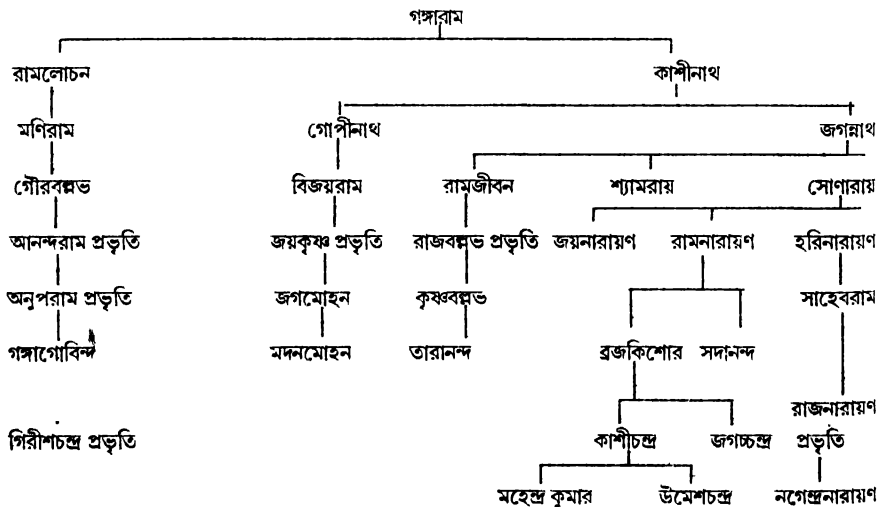 গঙ্গারাম
রামলোচন কাশীনাথ
মণিরাম গোপীনাথ জগন্নাথ
গৌরবল্লভ বিজয়রাম রামজীবন শ্যামরায় সোণারায়
আনন্দরাম প্রভৃতি জয়কৃষ্ণ প্রভৃতি রাজবল্লভ প্রভৃতি জয়নারায়ণ রামনারায়ণ হরিনারায়ণ
অনুপরাম প্রভৃতি জগমোহন কৃষ্ণবল্লভ সাহেবরাম
গঙ্গাগোবিন্দ মদনমোহন তারানন্দ ব্রজকিশোর সদানন্দ
রাজনারায়ণ
গিরীশচন্দ্র প্রভৃতি কাশীচন্দ্র জগচ্চন্দ্র প্রভৃতি
মহেন্দ্র কুমার উমেশচন্দ্র নগেন্দ্রনারায়ণ